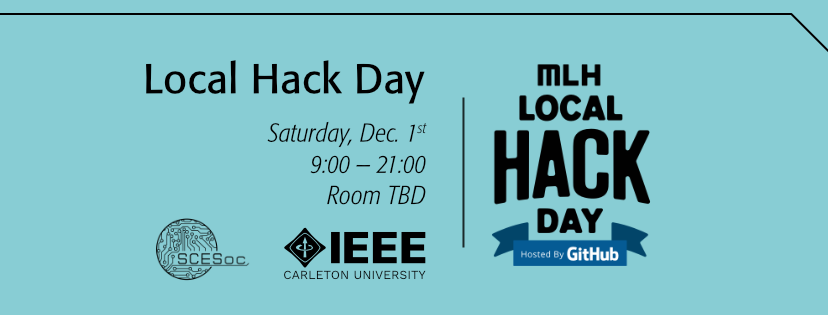 Local Hack Day
Saturday, Dec. 1st
9:00 – 21:00
Room TBD
SCESoc
IEEE
CARLETON UNIVERSITY
MLH
LOCAL
HACK
DAY
Hosted By GitHub